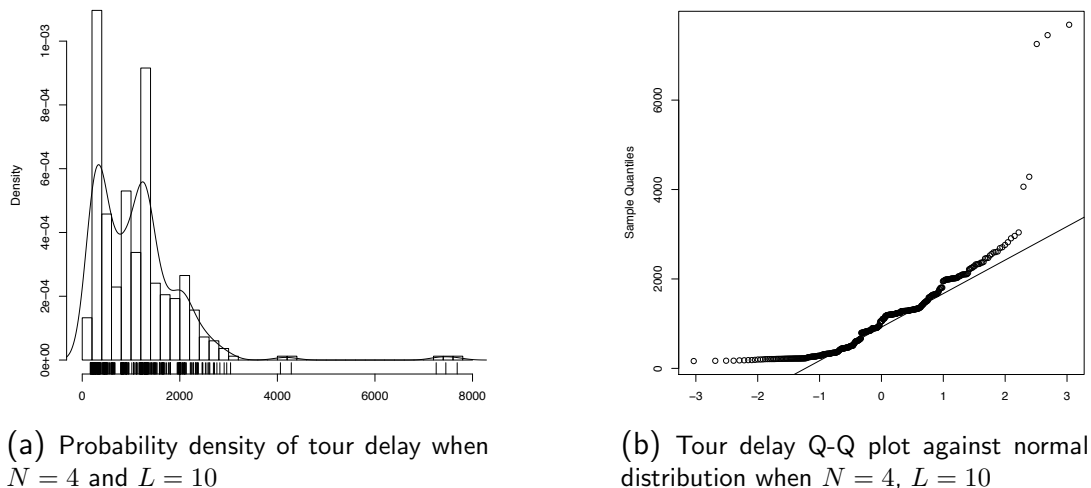 Density
0e+00 2e-04 4e-04 6e-04 8e-04 1e-03
0 2000 4000 6000 8000
(a) Probability density of tour delay when
N = 4 and L = 10
Sample Quantiles
0 2000 4000 6000
−3 −2 −1 0 1 2 3
(b) Tour delay Q-Q plot against normal
distribution when N = 4, L = 10